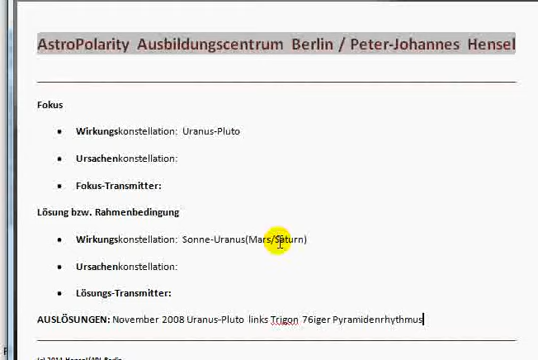 AstroPolarity Ausbildungscentrum Berlin / Peter-Johannes Hensel
Fokus
• Wirkungskonstellation: Uranus-Pluto
• Ursachenkonstellation:
• Fokus-Transmitter:
Lösung bzw. Rahmenbedingung
• Wirkungskonstellation: Sonne-Uranus(Mars/Saturn)
• Ursachenkonstellation:
• Lösungs-Transmitter:
AUSLÖSUNGEN: November 2008 Uranus-Pluto links Trigon 76iger Pyramidenrhythmus